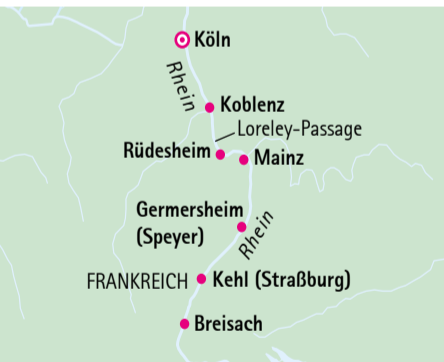 Köln
Rhein
Koblenz
Loreley-Passage
Rüdesheim
Mainz
Germersheim
(Speyer)
Rhein
FRANKREICH
Kehl (Straßburg)
Breisach